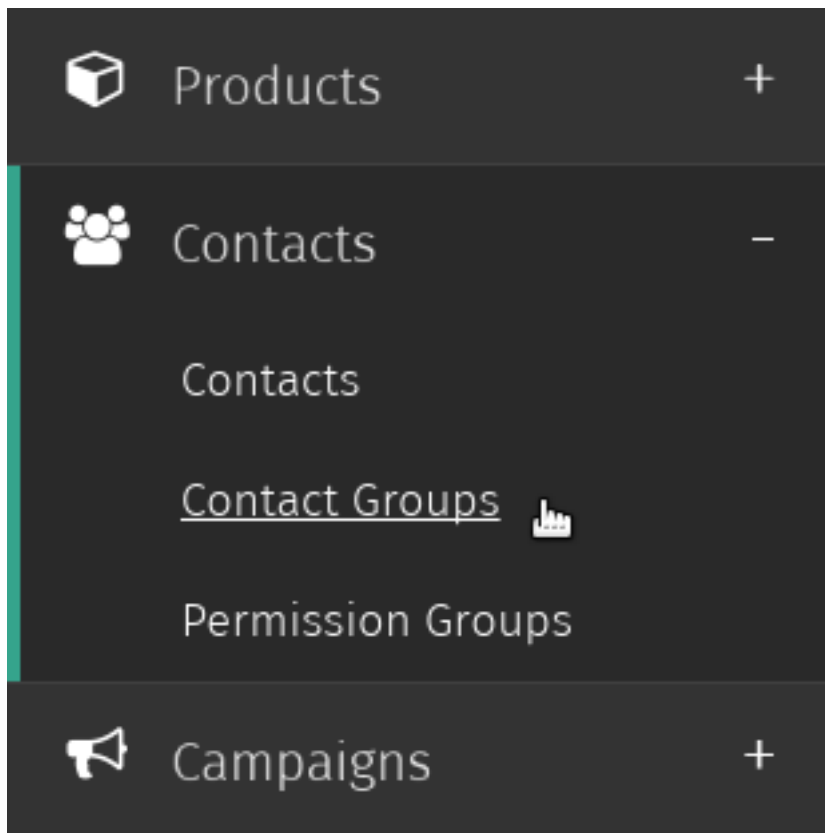 Products +
Contacts –
Contacts
Contact Groups
Permission Groups
Campaigns +